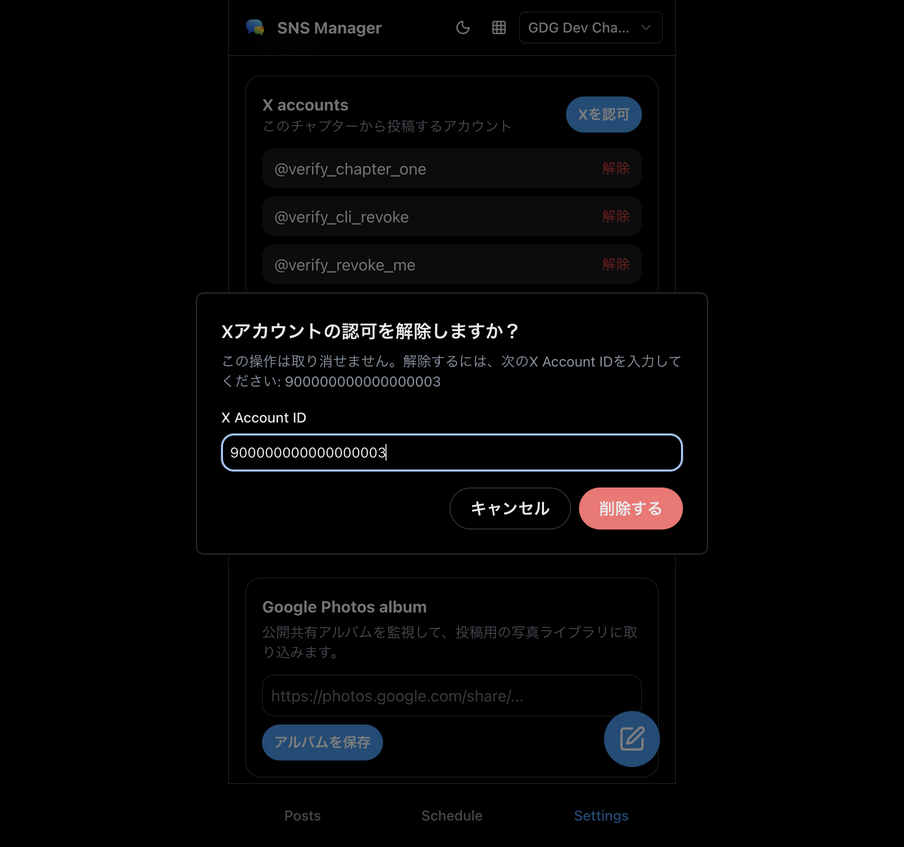 SNS Manager
GDG Dev Cha...
X accounts
Xを認可
このチャプターから投稿するアカウント
@verify_chapter_one
解除
@verify_cli_revoke
解除
@verify_revoke_me
解除
Xアカウントの認可を解除しますか？
この操作は取り消せません。解除するには、次のX Account IDを入力して
ください: 900000000000000003
X Account ID
900000000000000003
キャンセル
削除する
Google Photos album
公開共有アルバムを監視して、投稿用の写真ライブラリに取
り込みます。
https://photos.google.com/share/...
アルバムを保存
Posts
Schedule
Settings